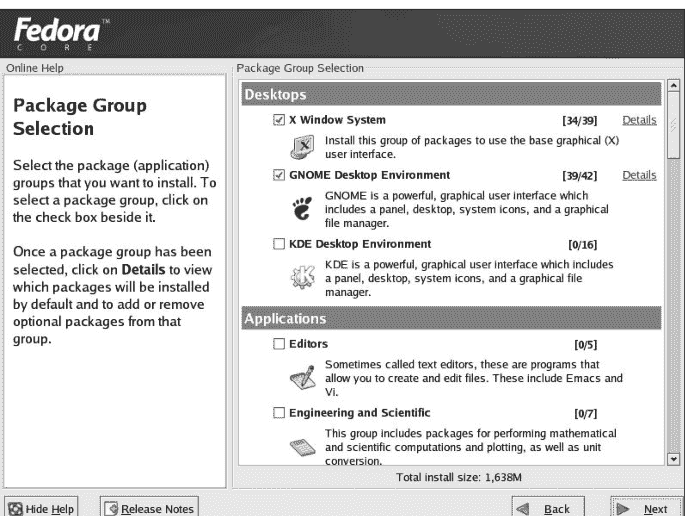 Fedora™
CORE
Online Help
Package Group
Selection
Select the package (application)
groups that you want to install. To
select a package group, click on
the check box beside it.
Once a package group has been
selected, click on Details to view
which packages will be installed
by default and to add or remove
optional packages from that
group.
Package Group Selection
Desktops
X Window System [34/39] Details
Install this group of packages to use the base graphical (X)
user interface.
GNOME Desktop Environment [39/42] Details
GNOME is a powerful, graphical user interface which
includes a panel, desktop, system icons, and a graphical
file manager.
KDE Desktop Environment [0/16]
KDE is a powerful, graphical user interface which includes
a panel, desktop, system icons, and a graphical file
manager.
Applications
Editors [0/5]
Sometimes called text editors, these are programs that
allow you to create and edit files. These include Emacs and
Vi.
Engineering and Scientific [0/7]
This group includes packages for performing mathematical
and scientific computations and plotting, as well as unit
conversion.
Total install size: 1,638M
Hide Help
Release Notes
Back
Next